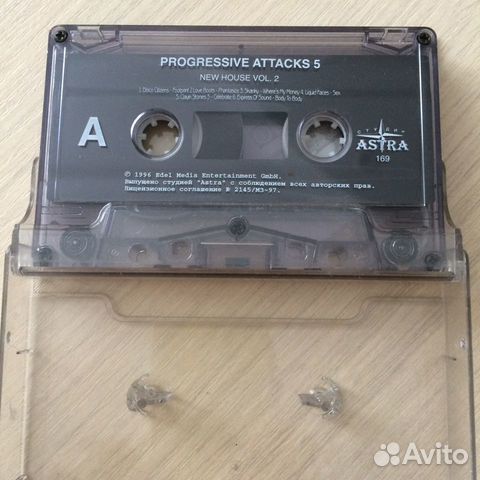 PROGRESSIVE ATTACKS 5
NEW HOUSE VOL. 2
1. Disco Citizens - Footprint 2. Love Boots - Phantomax 3. Skanky - Where's My Money 4. Liquid Faces - Sex
5. Clayin Stones 5 - Celebrate 6. Express Of Sound - Body To Body
A
СТУДИЯ
ASTRA
169
℗ 1996 Edel Media Entertainment GmbH.
Выпущено студией "Astra" с соблюдением всех авторских прав.
Лицензионное соглашение № 2145/МЗ-97.
Avito